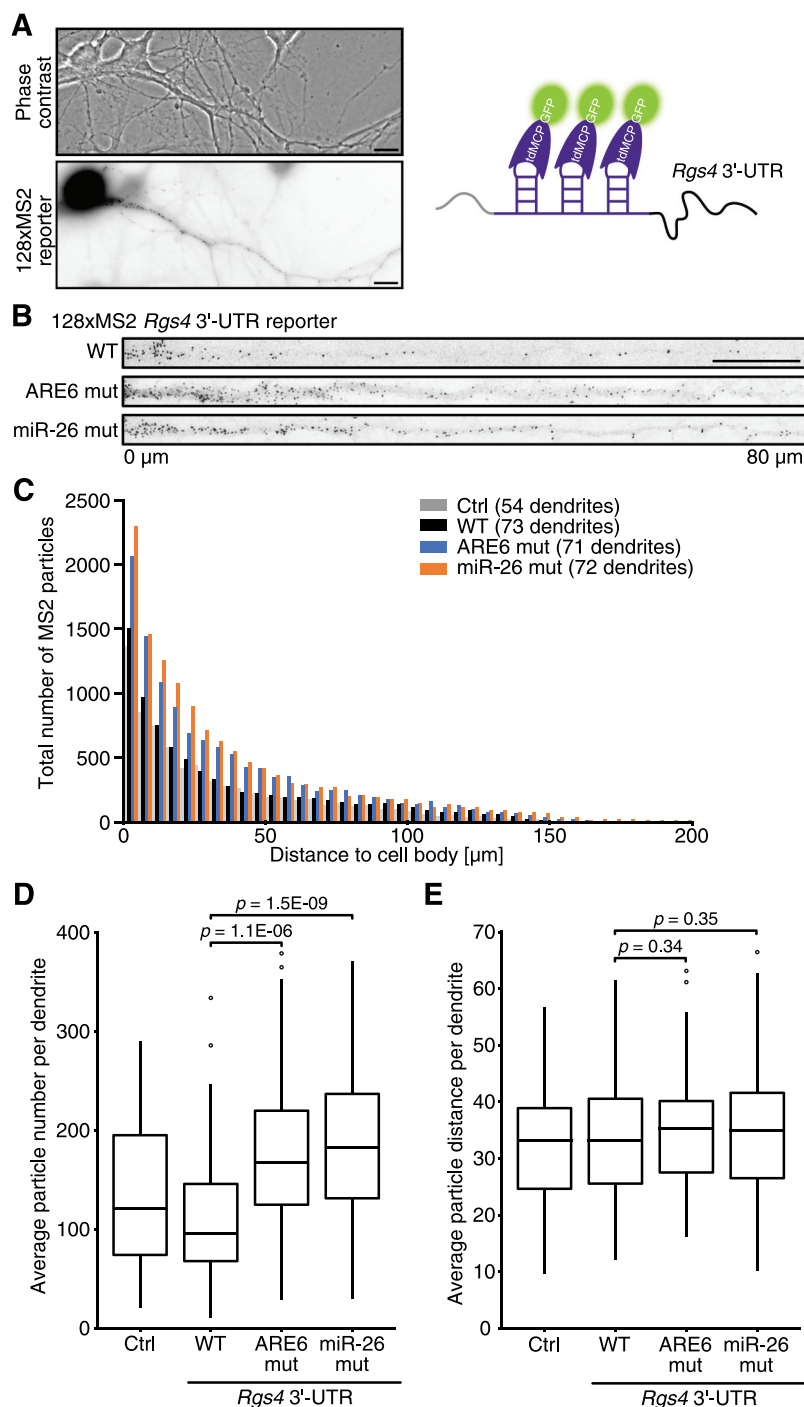 A
Phase
contrast
128xMS2
reporter
tdMCP GFP
tdMCP GFP
tdMCP GFP
Rgs4 3'-UTR
B
128xMS2 Rgs4 3'-UTR reporter
WT
ARE6 mut
miR-26 mut
0 µm
80 µm
C
Total number of MS2 particles
2500
2000
1500
1000
500
0
Ctrl (54 dendrites)
WT (73 dendrites)
ARE6 mut (71 dendrites)
miR-26 mut (72 dendrites)
0
50
100
150
200
Distance to cell body [µm]
D
Average particle number per dendrite
400
300
200
100
0
p = 1.5E-09
p = 1.1E-06
Ctrl
WT
ARE6
mut
miR-26
mut
Rgs4 3'-UTR
E
Average particle distance per dendrite
70
60
50
40
30
20
10
0
p = 0.35
p = 0.34
Ctrl
WT
ARE6
mut
miR-26
mut
Rgs4 3'-UTR